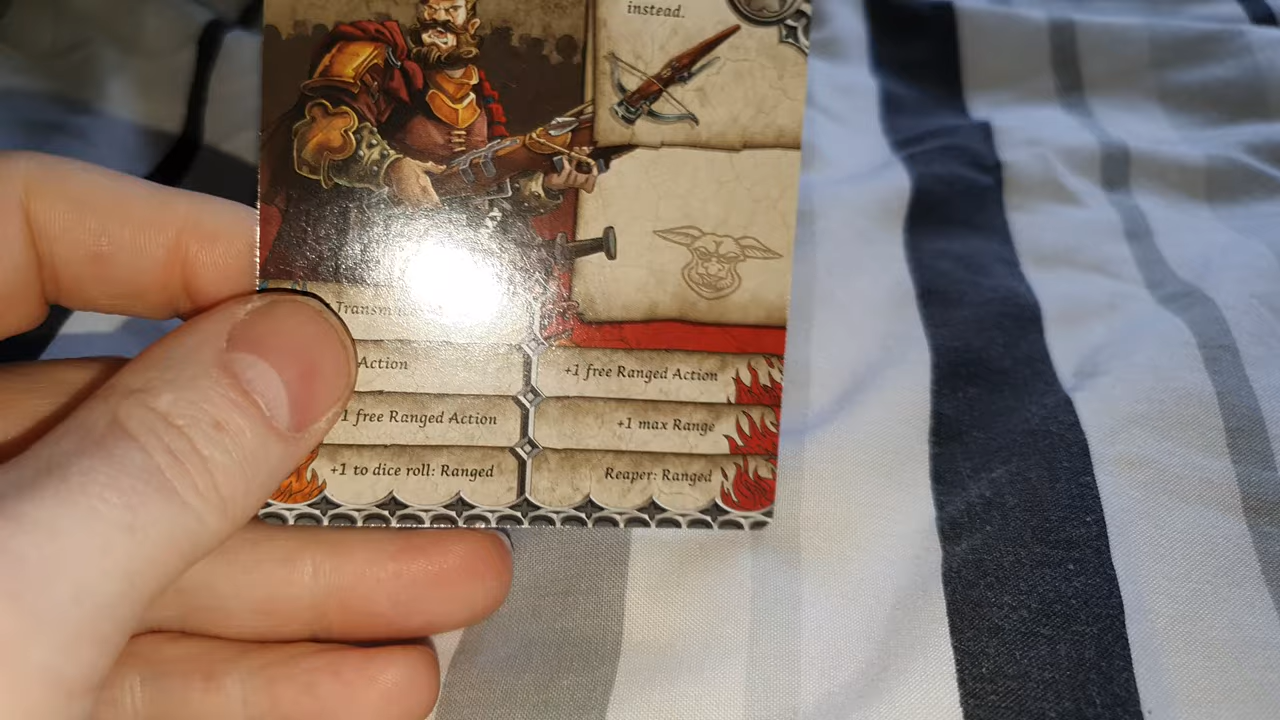 instead.
Action
+1 free Ranged Action
1 free Ranged Action
+1 max Range
+1 to dice roll: Ranged
Reaper: Ranged